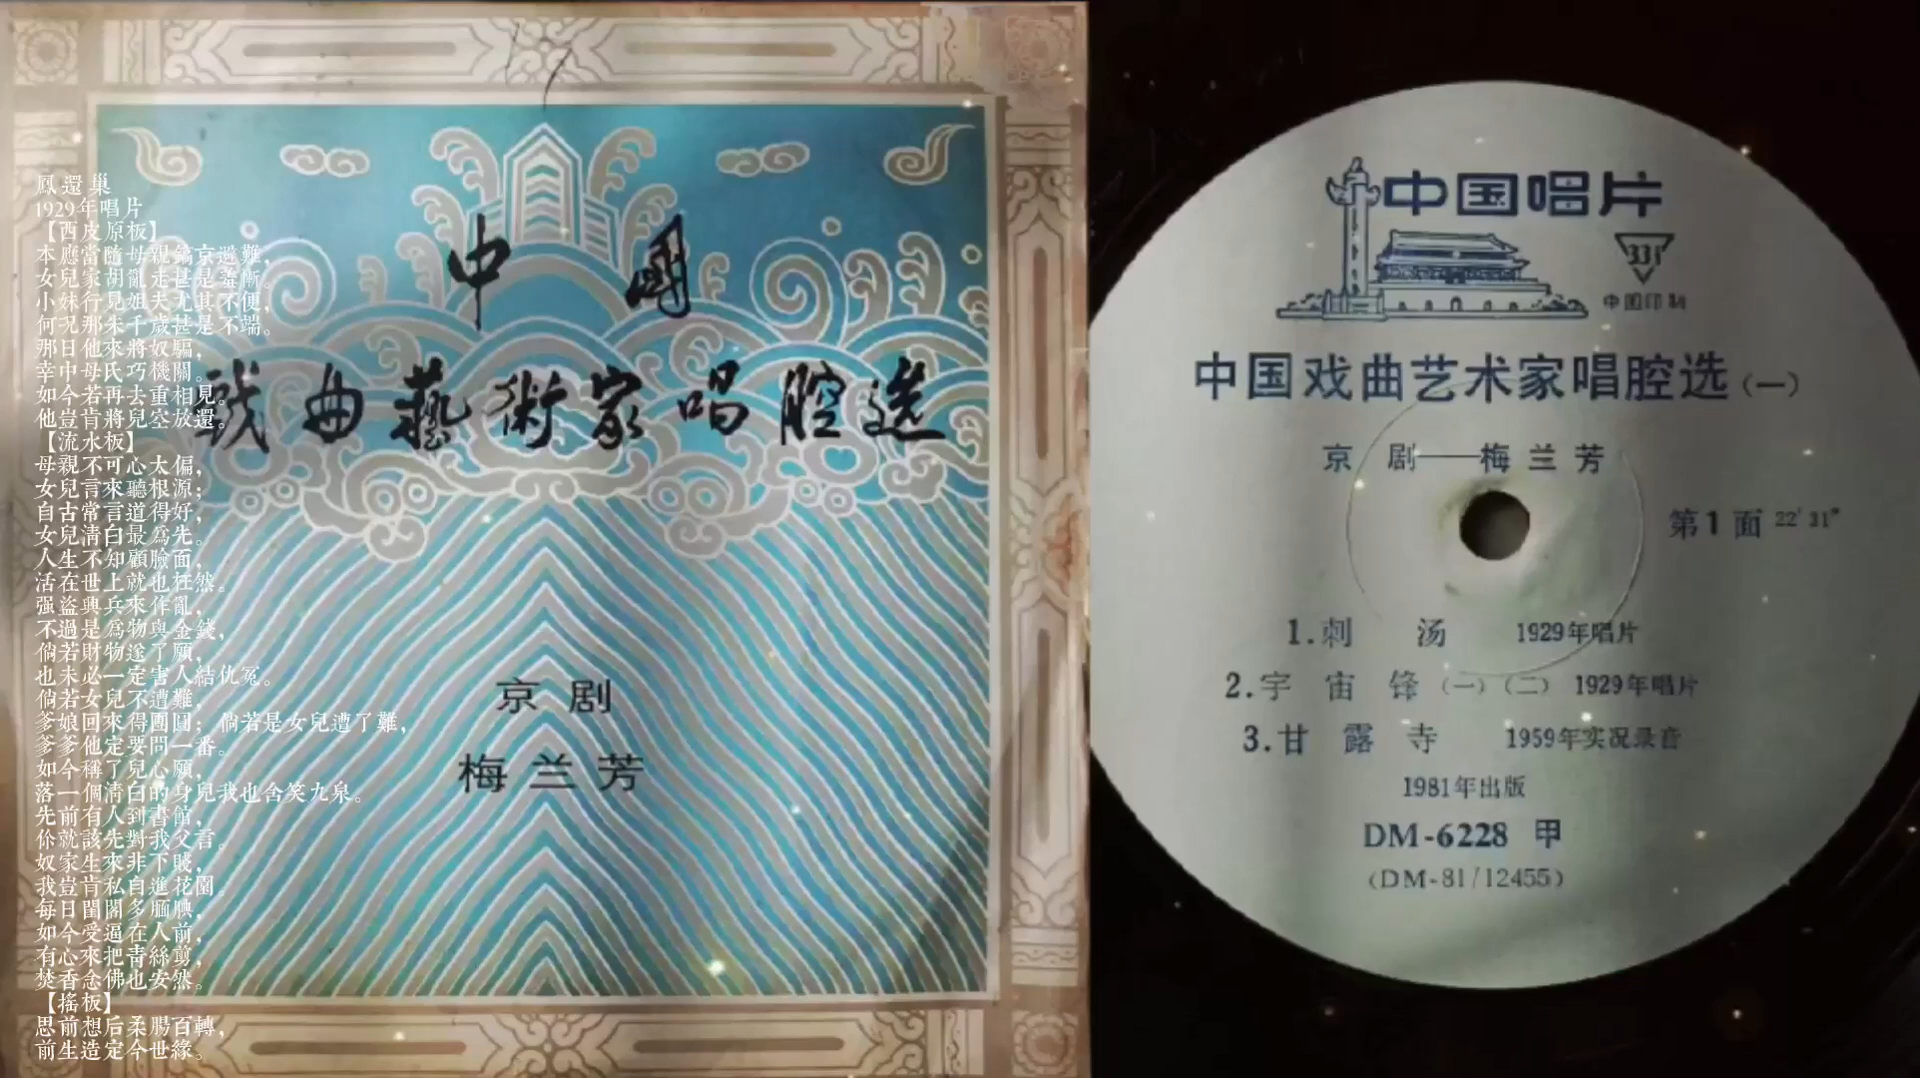 鳳還巢
1929年唱片
【西皮原板】
本應當隨母親鎬京避難，
女兒家胡亂走甚是羞慚。
小妹行見姐夫尤其不便，
何況那朱千歲甚是不端。
那日他來將奴騙，
幸中母氏巧機關。
如今若再去重相見。
他豈肯將兒空放還。
【流水板】
母親不可心太偏，
女兒言來聽根源；
自古常言道得好，
女兒清白最為先。
人生不知顧臉面，
活在世上就也枉然。
强盜興兵來作亂，
不過是為物與金錢，
倘若財物遂了願，
也未必一定害人結仇冤。
倘若女兒不遭難，
爹娘回來得團圓；倘若是女兒遭了難，
爹爹他定要問一番。
如今稱了兒心願，
落一個清白的身兒我也含笑九泉。
先前有人到書館，
你就該先對我父言。
奴家生來非下賤，
我豈肯私自進花園。
每日閨閣多腼腆，
如今受逼在人前，
有心來把青絲剪，
焚香念佛也安然。
【搖板】
思前想后柔腸百轉，
前生造定今世緣。
中國
戲曲藝術家唱腔选
京剧
梅兰芳
中国唱片
33⅓
中国印制
中国戏曲艺术家唱腔选（一）
京 剧——梅兰芳
第1面 22′31″
1.刺 汤 1929年唱片
2.宇宙锋（一）（二） 1929年唱片
3.甘露寺 1959年实况录音
1981年出版
DM-6228 甲
(DM-81/12455)